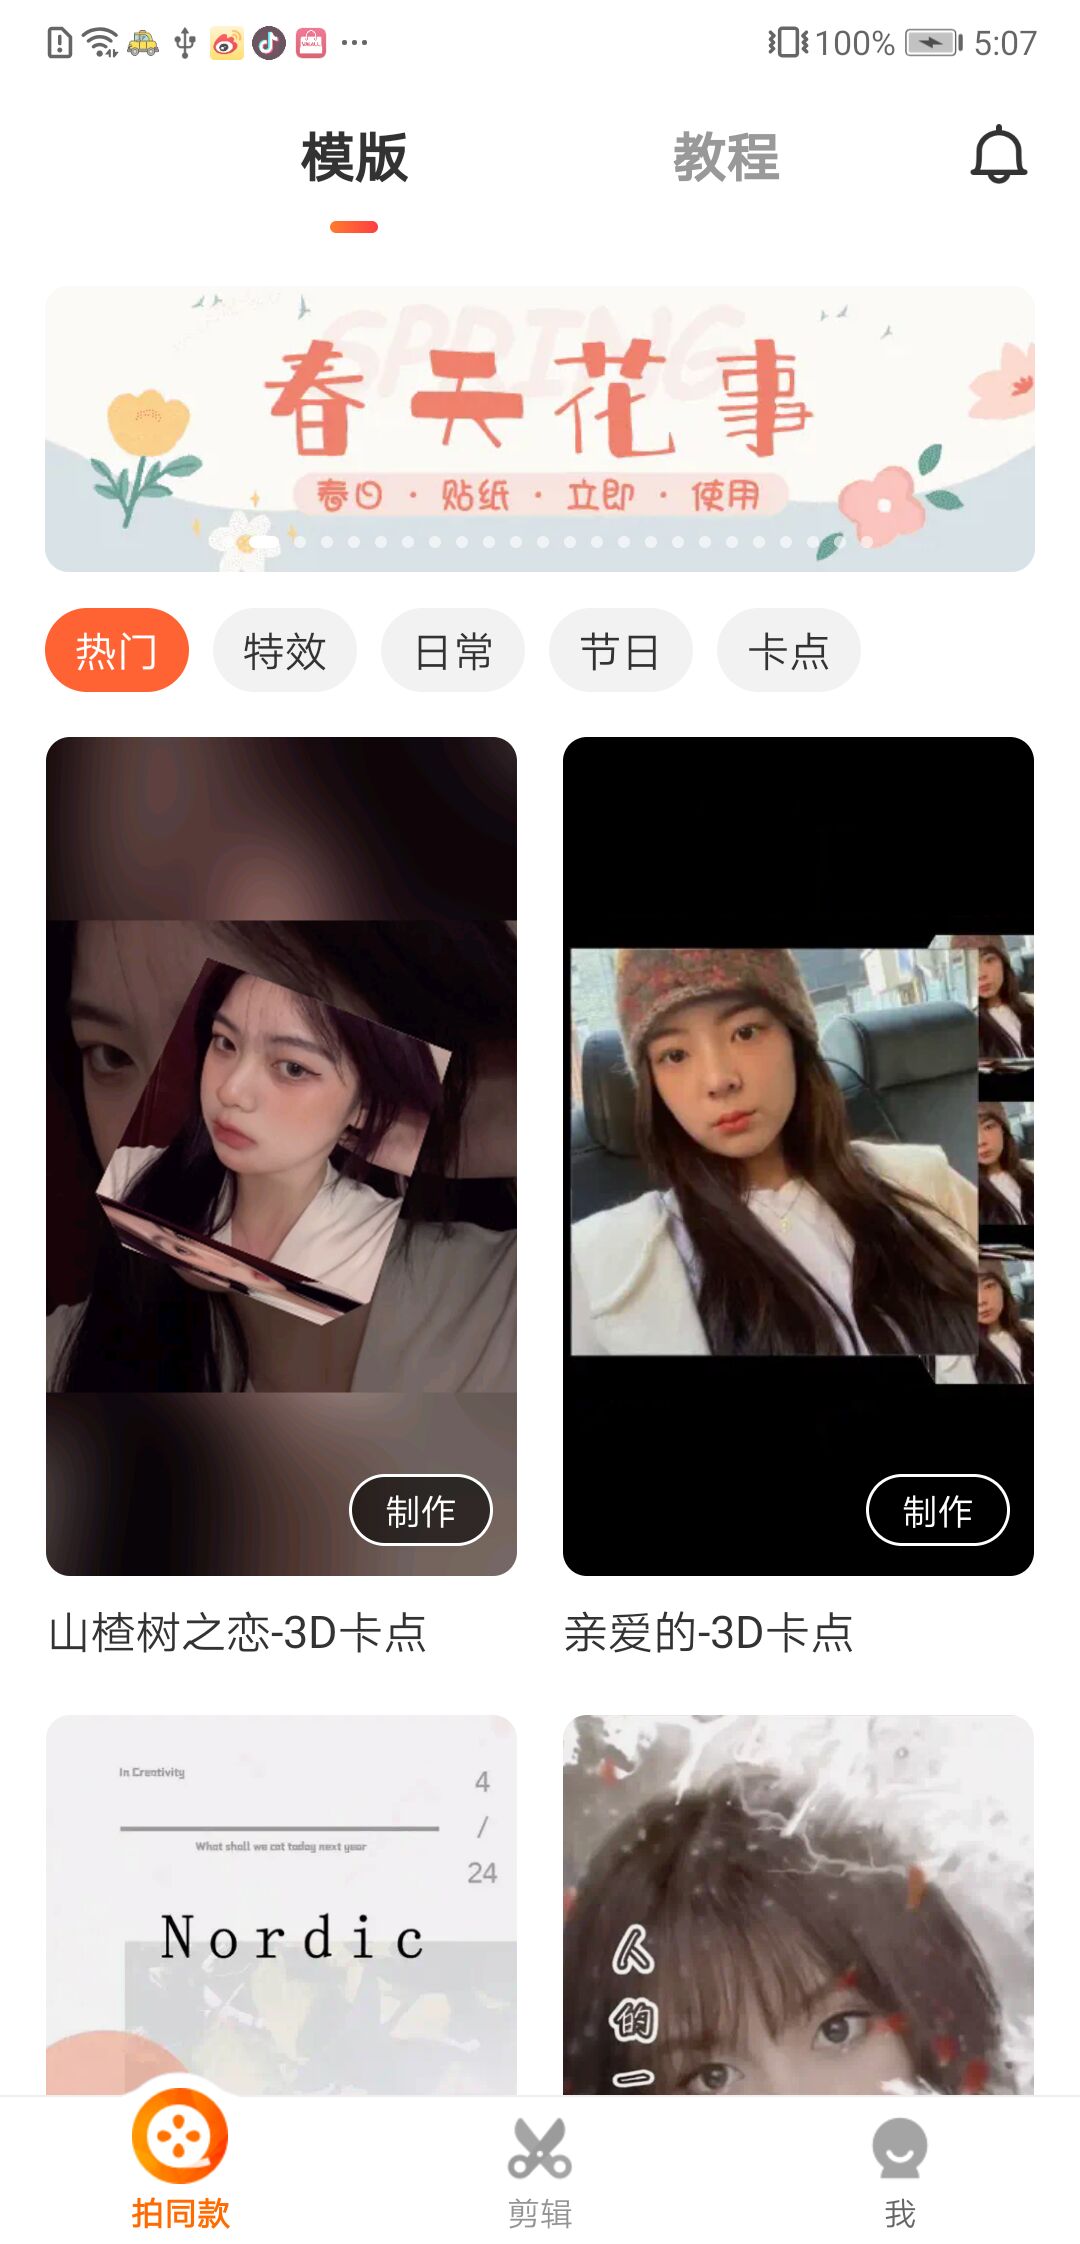 100% 5:07
模版 教程
SPRING
春天花事
春日 · 贴纸 · 立即 · 使用
热门 特效 日常 节日 卡点
制作 制作
山楂树之恋-3D卡点 亲爱的-3D卡点
In Creativity
4
/
24
What shall we cat today next year
Nordic
人的一
拍同款 剪辑 我